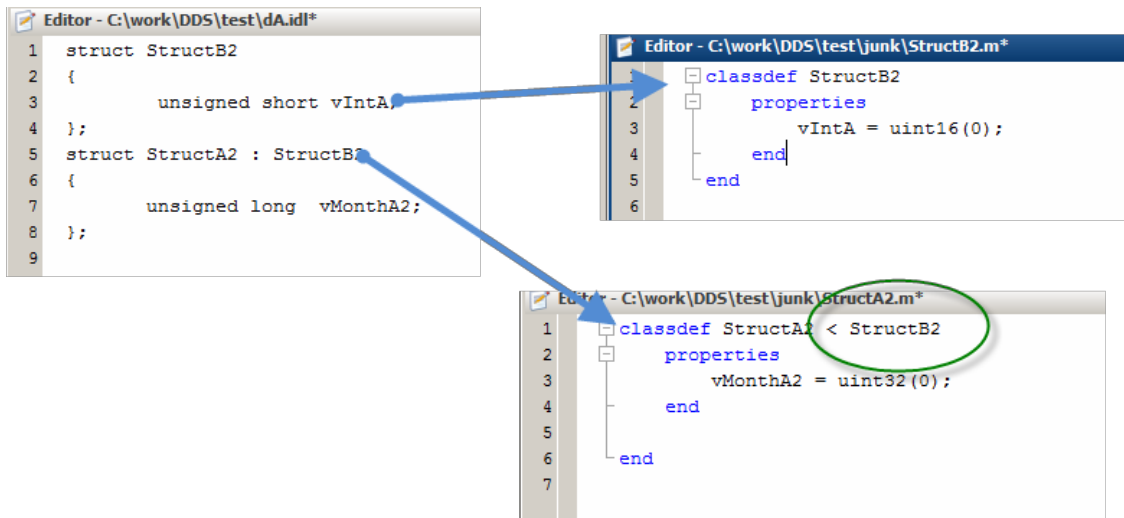 Editor - C:\work\DDS\test\dA.idl*
1 struct StructB2
2 {
3 unsigned short vIntA;
4 };
5 struct StructA2 : StructB2
6 {
7 unsigned long vMonthA2;
8 };
9
Editor - C:\work\DDS\test\junk\StructB2.m*
1 classdef StructB2
2 properties
3 vIntA = uint16(0);
4 end
5 end
6
Editor - C:\work\DDS\test\junk\StructA2.m*
1 classdef StructA2 < StructB2
2 properties
3 vMonthA2 = uint32(0);
4 end
5
6 end
7